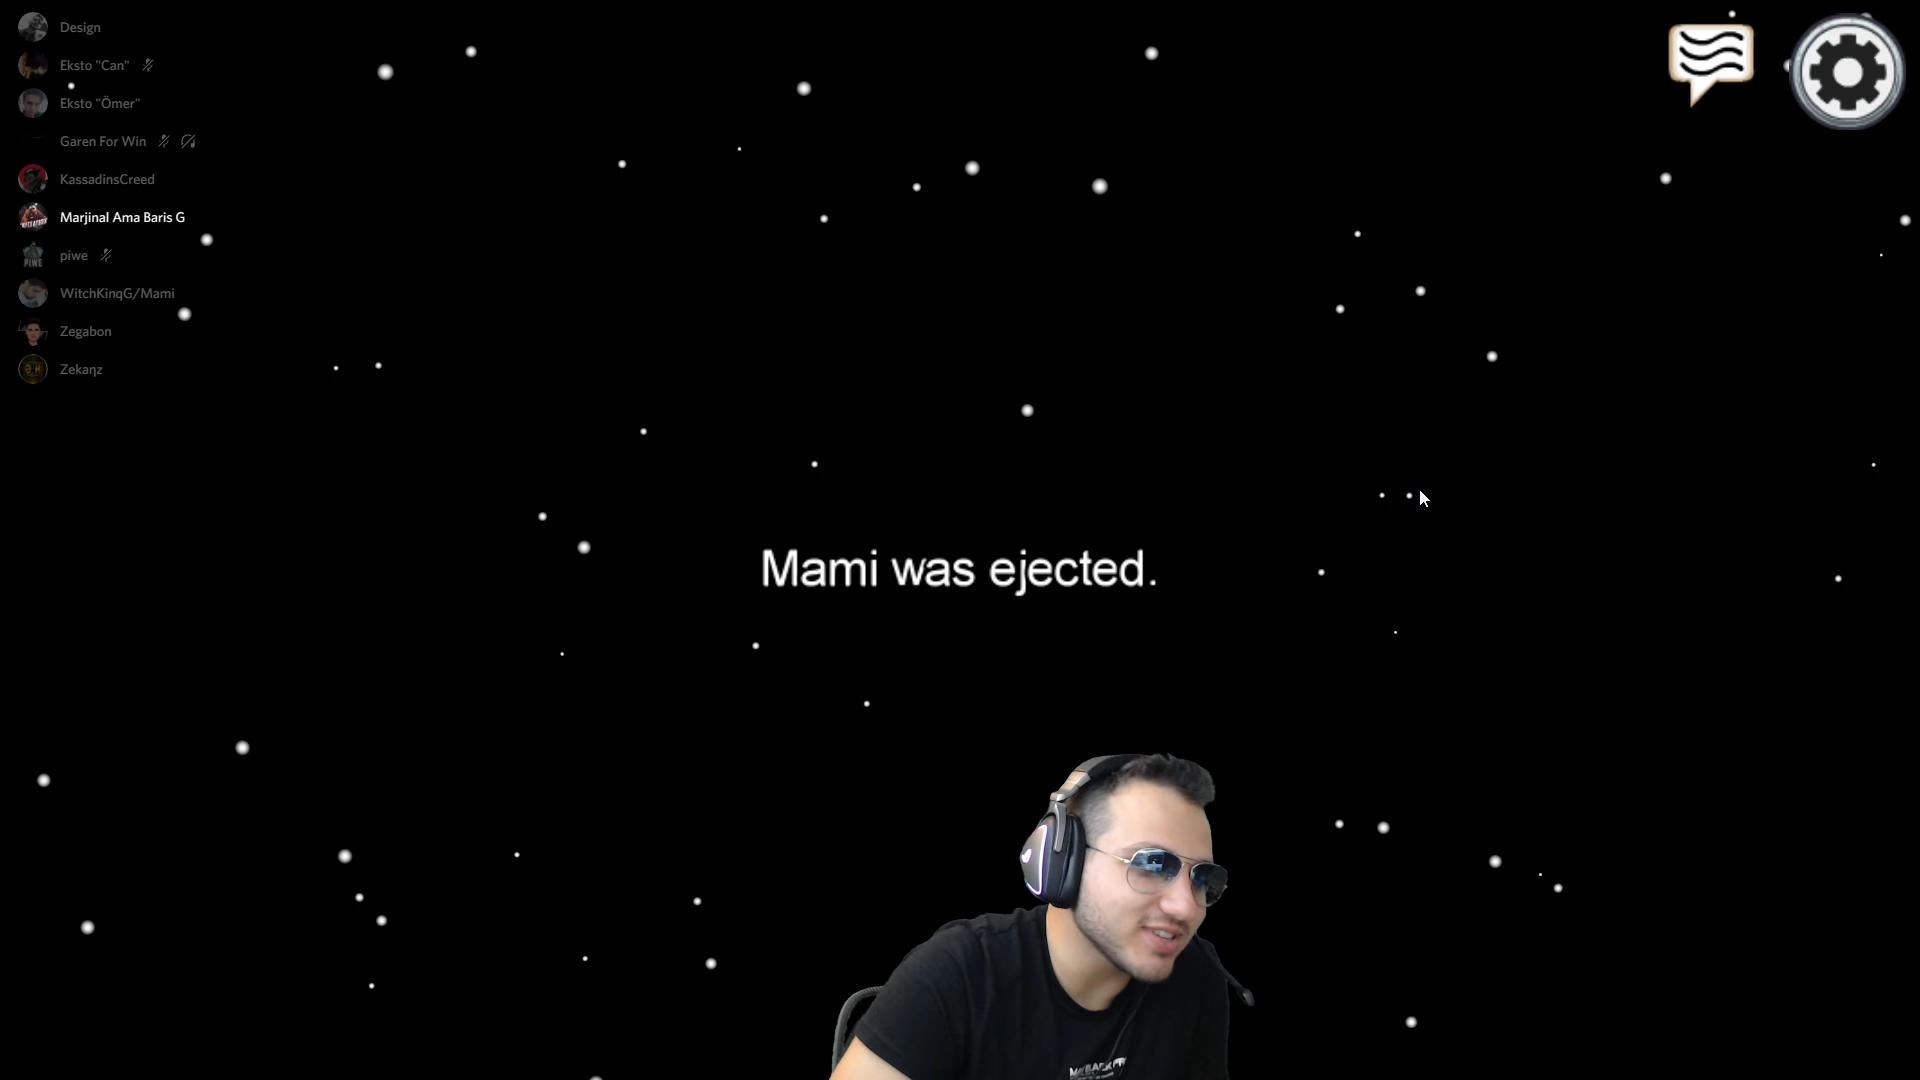 Design
Eksto "Can"
Eksto "Ömer"
Garen For Win
KassadinsCreed
Marjinal Ama Baris G
piwe
WitchKinqG/Mami
Zegabon
Zekaηz
Mami was ejected.